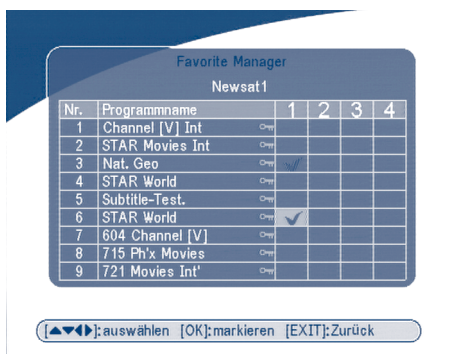 Favorite Manager
Newsat1
Nr. Programmname 1 2 3 4
1 Channel [V] Int
2 STAR Movies Int
3 Nat. Geo
4 STAR World
5 Subtitle-Test.
6 STAR World
7 604 Channel [V]
8 715 Ph'x Movies
9 721 Movies Int'
[▲▼◀▶]:auswählen [OK]:markieren [EXIT]:Zurück